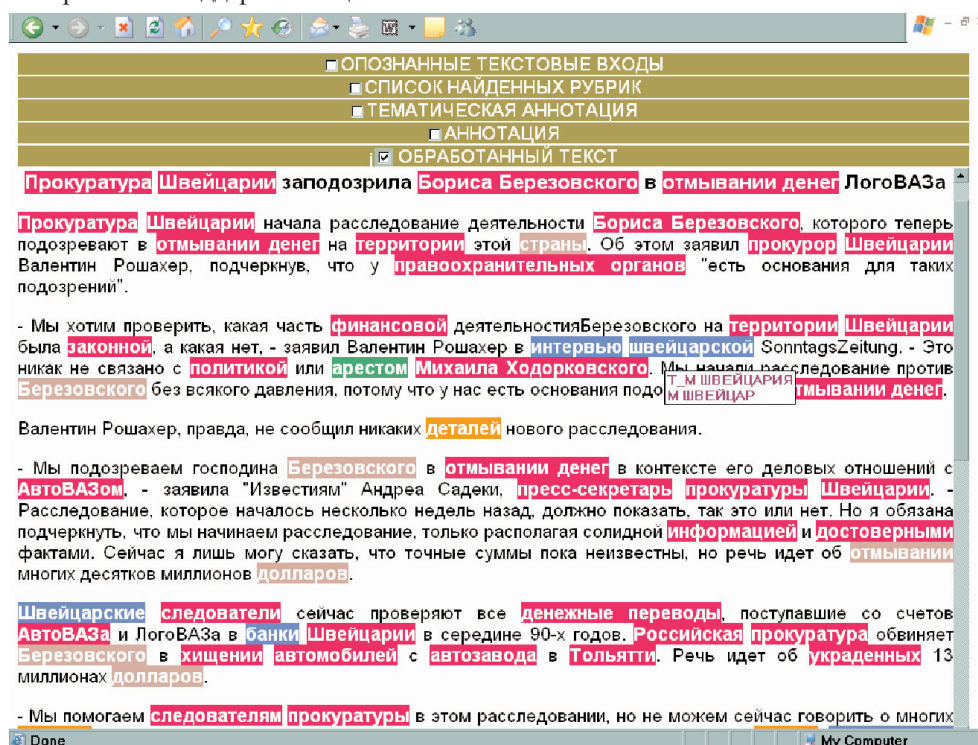 ОПОЗНАННЫЕ ТЕКСТОВЫЕ ВХОДЫ
СПИСОК НАЙДЕННЫХ РУБРИК
ТЕМАТИЧЕСКАЯ АННОТАЦИЯ
АННОТАЦИЯ
ОБРАБОТАННЫЙ ТЕКСТ
Прокуратура Швейцарии заподозрила Бориса Березовского в отмывании денег ЛогоВАЗа
Прокуратура Швейцарии начала расследование деятельности Бориса Березовского, которого теперь
подозревают в отмывании денег на территории этой страны. Об этом заявил прокурор Швейцарии
Валентин Рошахер, подчеркнув, что у правоохранительных органов "есть основания для таких
подозрений".
- Мы хотим проверить, какая часть финансовой деятельностиБерезовского на территории Швейцарии
была законной, а какая нет, - заявил Валентин Рошахер в интервью швейцарской SonntagsZeitung. - Это
никак не связано с политикой или арестом Михаила Ходорковского. Мы начали расследование против
Березовского без всякого давления, потому что у нас есть основания подо
Т_М ШВЕЙЦАРИЯ
М ШВЕЙЦАР
тмывании денег.
Валентин Рошахер, правда, не сообщил никаких деталей нового расследования.
- Мы подозреваем господина Березовского в отмывании денег в контексте его деловых отношений с
АвтоВАЗом, - заявила "Известиям" Андреа Садеки, пресс-секретарь прокуратуры Швейцарии. -
Расследование, которое началось несколько недель назад, должно показать, так это или нет. Но я обязана
подчеркнуть, что мы начинаем расследование, только располагая солидной информацией и достоверными
фактами. Сейчас я лишь могу сказать, что точные суммы пока неизвестны, но речь идет об отмывании
многих десятков миллионов долларов.
Швейцарские следователи сейчас проверяют все денежные переводы, поступавшие со счетов
АвтоВАЗа и ЛогоВАЗа в банки Швейцарии в середине 90-х годов. Российская прокуратура обвиняет
Березовского в хищении автомобилей с автозавода в Тольятти. Речь идет об украденных 13
миллионах долларов.
- Мы помогаем следователям прокуратуры в этом расследовании, но не можем сейчас говорить о многих
Done My Computer